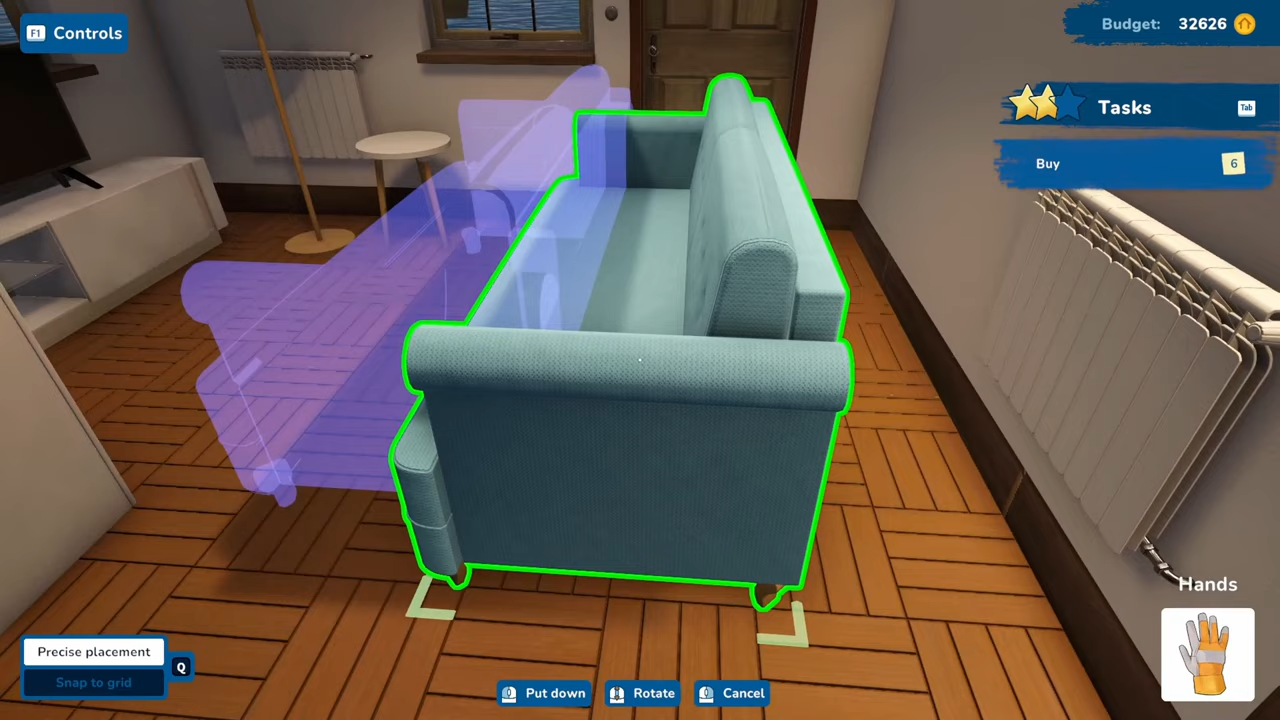 F1 Controls
Budget: 32626
Tasks Tab
Buy 6
Hands
Precise placement
Q
Snap to grid
Put down Rotate Cancel